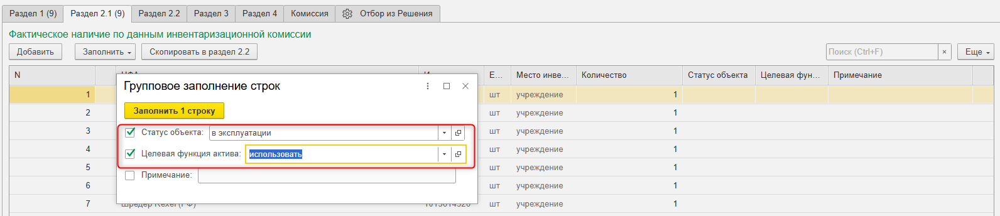 Раздел 1 (9) Раздел 2.1 (9) Раздел 2.2 Раздел 3 Раздел 4 Комиссия Отбор из Решения
Фактическое наличие по данным инвентаризационной комиссии
Добавить Заполнить Скопировать в раздел 2.2 Поиск (Ctrl+F) × Еще
N Е... Место инве... Количество Статус объекта Целевая фун... Примечание
Групповое заполнение строк
1 шт учреждение 1
Заполнить 1 строку
2 шт учреждение 1
3 шт учреждение 1
Статус объекта: в эксплуатации
4 шт учреждение 1
Целевая функция актива: использовать
5 шт учреждение 1
Примечание:
6 шт учреждение 1
7 шт учреждение 1